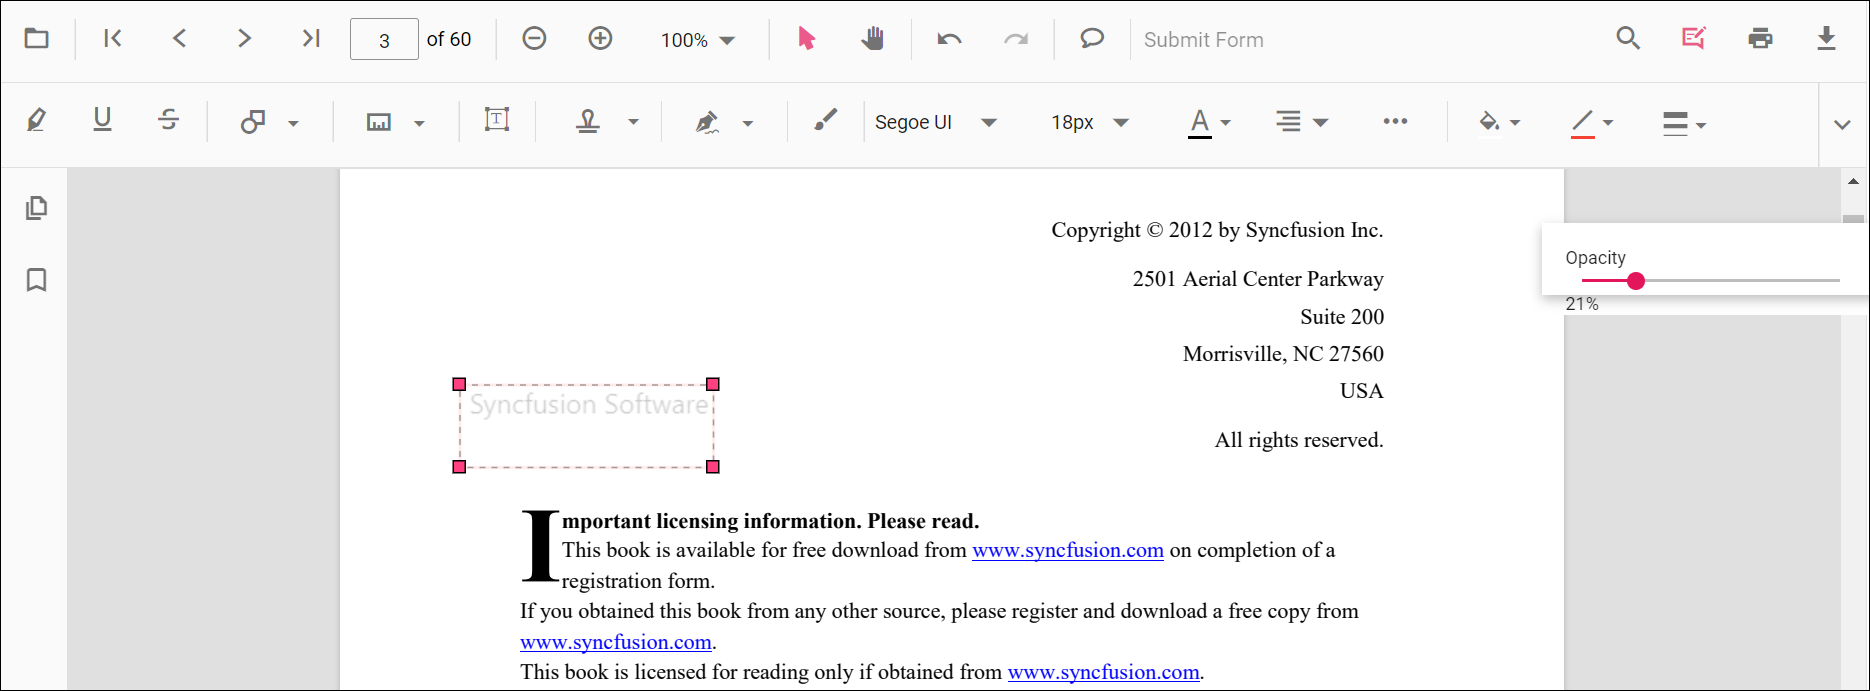 3 of 60 100% Submit Form
T Segoe UI 18px A
Copyright © 2012 by Syncfusion Inc.
2501 Aerial Center Parkway
Opacity
21%
Suite 200
Morrisville, NC 27560
USA
Syncfusion Software
All rights reserved.
Important licensing information. Please read.
This book is available for free download from www.syncfusion.com on completion of a
registration form.
If you obtained this book from any other source, please register and download a free copy from
www.syncfusion.com.
This book is licensed for reading only if obtained from www.syncfusion.com.